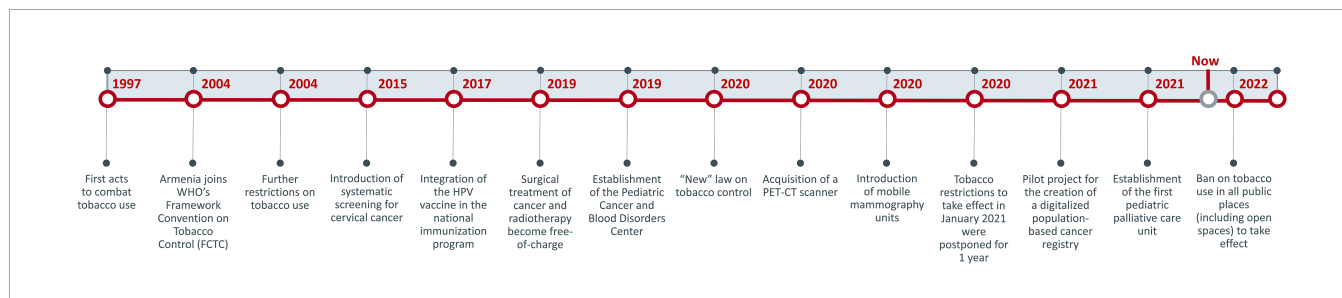 Now
1997
2004
2004
2015
2017
2019
2019
2020
2020
2020
2020
2021
2021
2022
First acts
to combat
tobacco use
Armenia joins
WHO's
Framework
Convention on
Tobacco
Control (FCTC)
Further
restrictions on
tobacco use
Introduction of
systematic
screening for
cervical cancer
Integration of
the HPV
vaccine in the
national
immunization
program
Surgical
treatment of
cancer and
radiotherapy
become free-
of-charge
Establishment
of the Pediatric
Cancer and
Blood Disorders
Center
“New” law on
tobacco control
Acquisition of a
PET-CT scanner
Introduction
of mobile
mammography
units
Tobacco
restrictions to
take effect in
January 2021
were
postponed for
1 year
Pilot project for
the creation of
a digitalized
population-
based cancer
registry
Establishment
of the first
pediatric
palliative care
unit
Ban on tobacco
use in all public
places
(including open
spaces) to take
effect